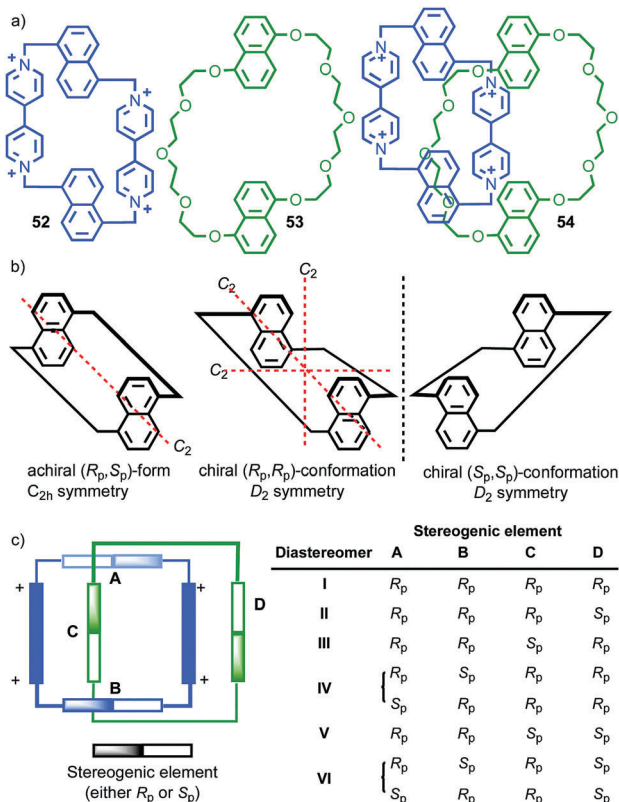 a)
N+
N+
N+
N+
52
O
O
O
O
O
O
O
O
O
O
53
N+
N+
N+
N+
O
O
O
O
O
O
O
O
O
O
54
b)
C2
C2
C2
C2
achiral (Rp,Sp)-form
C2h symmetry
chiral (Rp,Rp)-conformation
D2 symmetry
chiral (Sp,Sp)-conformation
D2 symmetry
c)
A
B
C
D
+
+
+
+
Stereogenic element
(either Rp or Sp)
Stereogenic element
Diastereomer A B C D
I Rp Rp Rp Rp
II Rp Rp Rp Sp
III Rp Rp Sp Rp
IV { Rp Sp Rp Rp
Sp Rp Rp Rp
V Rp Rp Sp Sp
VI { Rp Sp Rp Sp
Sp Rp Rp Sp